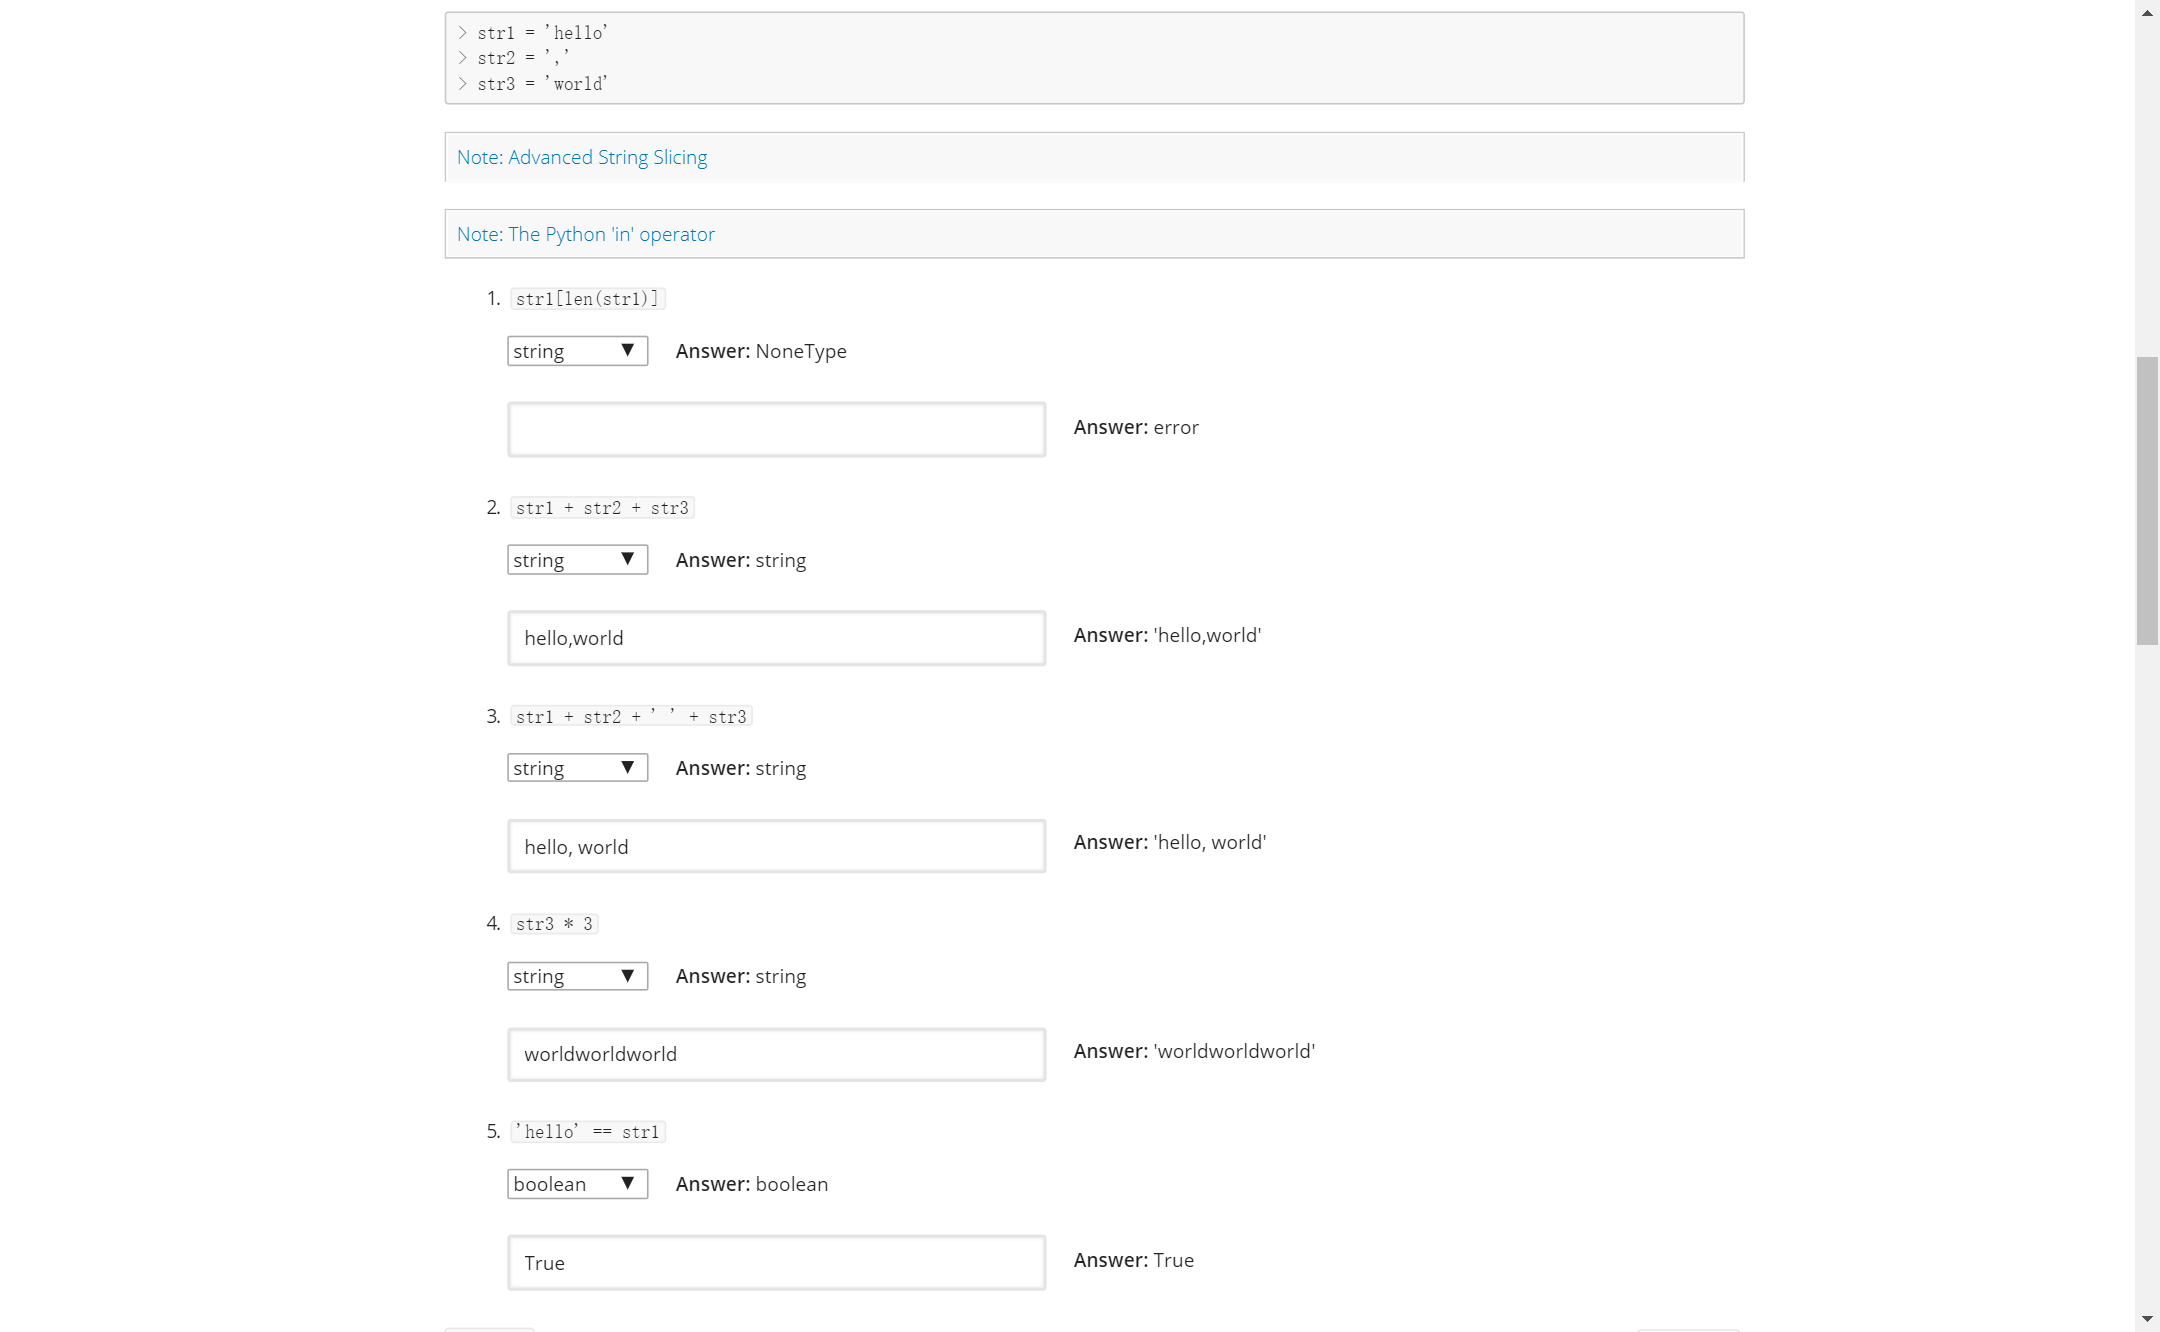 > str1 = 'hello'
> str2 = ','
> str3 = 'world'
Note: Advanced String Slicing
Note: The Python 'in' operator
1. str1[len(str1)]
string ▼ Answer: NoneType
Answer: error
2. str1 + str2 + str3
string ▼ Answer: string
hello,world Answer: 'hello,world'
3. str1 + str2 + ' ' + str3
string ▼ Answer: string
hello, world Answer: 'hello, world'
4. str3 * 3
string ▼ Answer: string
worldworldworld Answer: 'worldworldworld'
5. 'hello' == str1
boolean ▼ Answer: boolean
True Answer: True